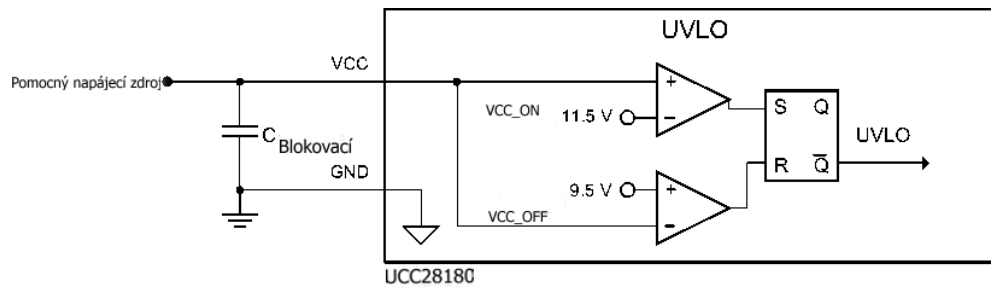 UVLO
VCC
Pomocný napájecí zdroj
VCC_ON
11.5 V
+
−
S Q
UVLO
C Blokovací
GND
R Q̅
9.5 V
+
−
VCC_OFF
UCC28180